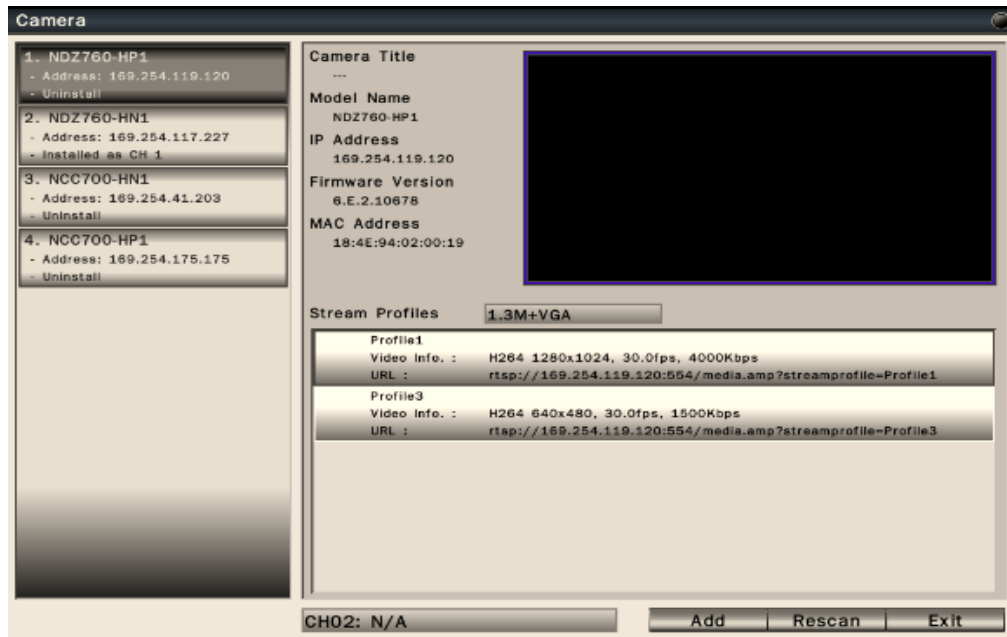 Camera
1. NDZ760-HP1
- Address: 169.254.119.120
- Uninstall
2. NDZ760-HN1
- Address: 169.254.117.227
- Installed as CH 1
3. NCC700-HN1
- Address: 169.254.41.203
- Uninstall
4. NCC700-HP1
- Address: 169.254.175.175
- Uninstall
Camera Title
---
Model Name
NDZ760-HP1
IP Address
169.254.119.120
Firmware Version
6.E.2.10678
MAC Address
18:4E:94:02:00:19
Stream Profiles 1.3M+VGA
Profile1
Video Info. : H264 1280x1024, 30.0fps, 4000Kbps
URL : rtsp://169.254.119.120:554/media.amp?streamprofile=Profile1
Profile3
Video Info. : H264 640x480, 30.0fps, 1500Kbps
URL : rtsp://169.254.119.120:554/media.amp?streamprofile=Profile3
CH02: N/A Add Rescan Exit